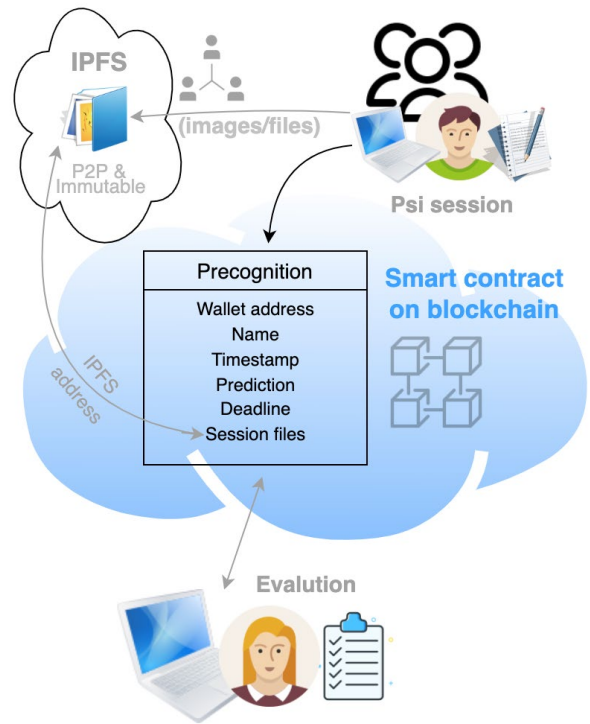 IPFS
P2P &
Immutable
(images/files)
Psi session
Precognition
Wallet address
Name
Timestamp
Prediction
Deadline
Session files
Smart contract
on blockchain
IPFS
address
Evalution